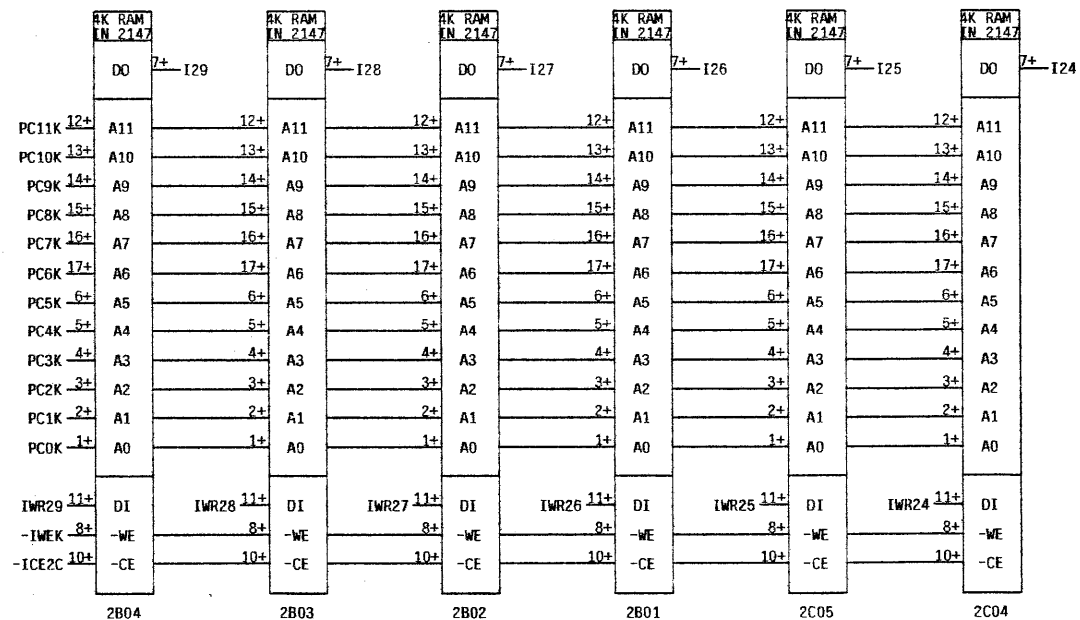 4K RAM 4K RAM 4K RAM 4K RAM 4K RAM 4K RAM
IN 2147 IN 2147 IN 2147 IN 2147 IN 2147 IN 2147
DO 7+ I29 DO 7+ I28 DO 7+ I27 DO 7+ I26 DO 7+ I25 DO 7+ I24
PC11K 12+ A11 12+ A11 12+ A11 12+ A11 12+ A11 12+ A11
PC10K 13+ A10 13+ A10 13+ A10 13+ A10 13+ A10 13+ A10
PC9K 14+ A9 14+ A9 14+ A9 14+ A9 14+ A9 14+ A9
PC8K 15+ A8 15+ A8 15+ A8 15+ A8 15+ A8 15+ A8
PC7K 16+ A7 16+ A7 16+ A7 16+ A7 16+ A7 16+ A7
PC6K 17+ A6 17+ A6 17+ A6 17+ A6 17+ A6 17+ A6
PC5K 6+ A5 6+ A5 6+ A5 6+ A5 6+ A5 6+ A5
PC4K 5+ A4 5+ A4 5+ A4 5+ A4 5+ A4 5+ A4
PC3K 4+ A3 4+ A3 4+ A3 4+ A3 4+ A3 4+ A3
PC2K 3+ A2 3+ A2 3+ A2 3+ A2 3+ A2 3+ A2
PC1K 2+ A1 2+ A1 2+ A1 2+ A1 2+ A1 2+ A1
PC0K 1+ A0 1+ A0 1+ A0 1+ A0 1+ A0 1+ A0
IWR29 11+ DI IWR28 11+ DI IWR27 11+ DI IWR26 11+ DI IWR25 11+ DI IWR24 11+ DI
-IWEK 8+ -WE 8+ -WE 8+ -WE 8+ -WE 8+ -WE 8+ -WE
-ICE2C 10+ -CE 10+ -CE 10+ -CE 10+ -CE 10+ -CE 10+ -CE
2B04 2B03 2B02 2B01 2C05 2C04